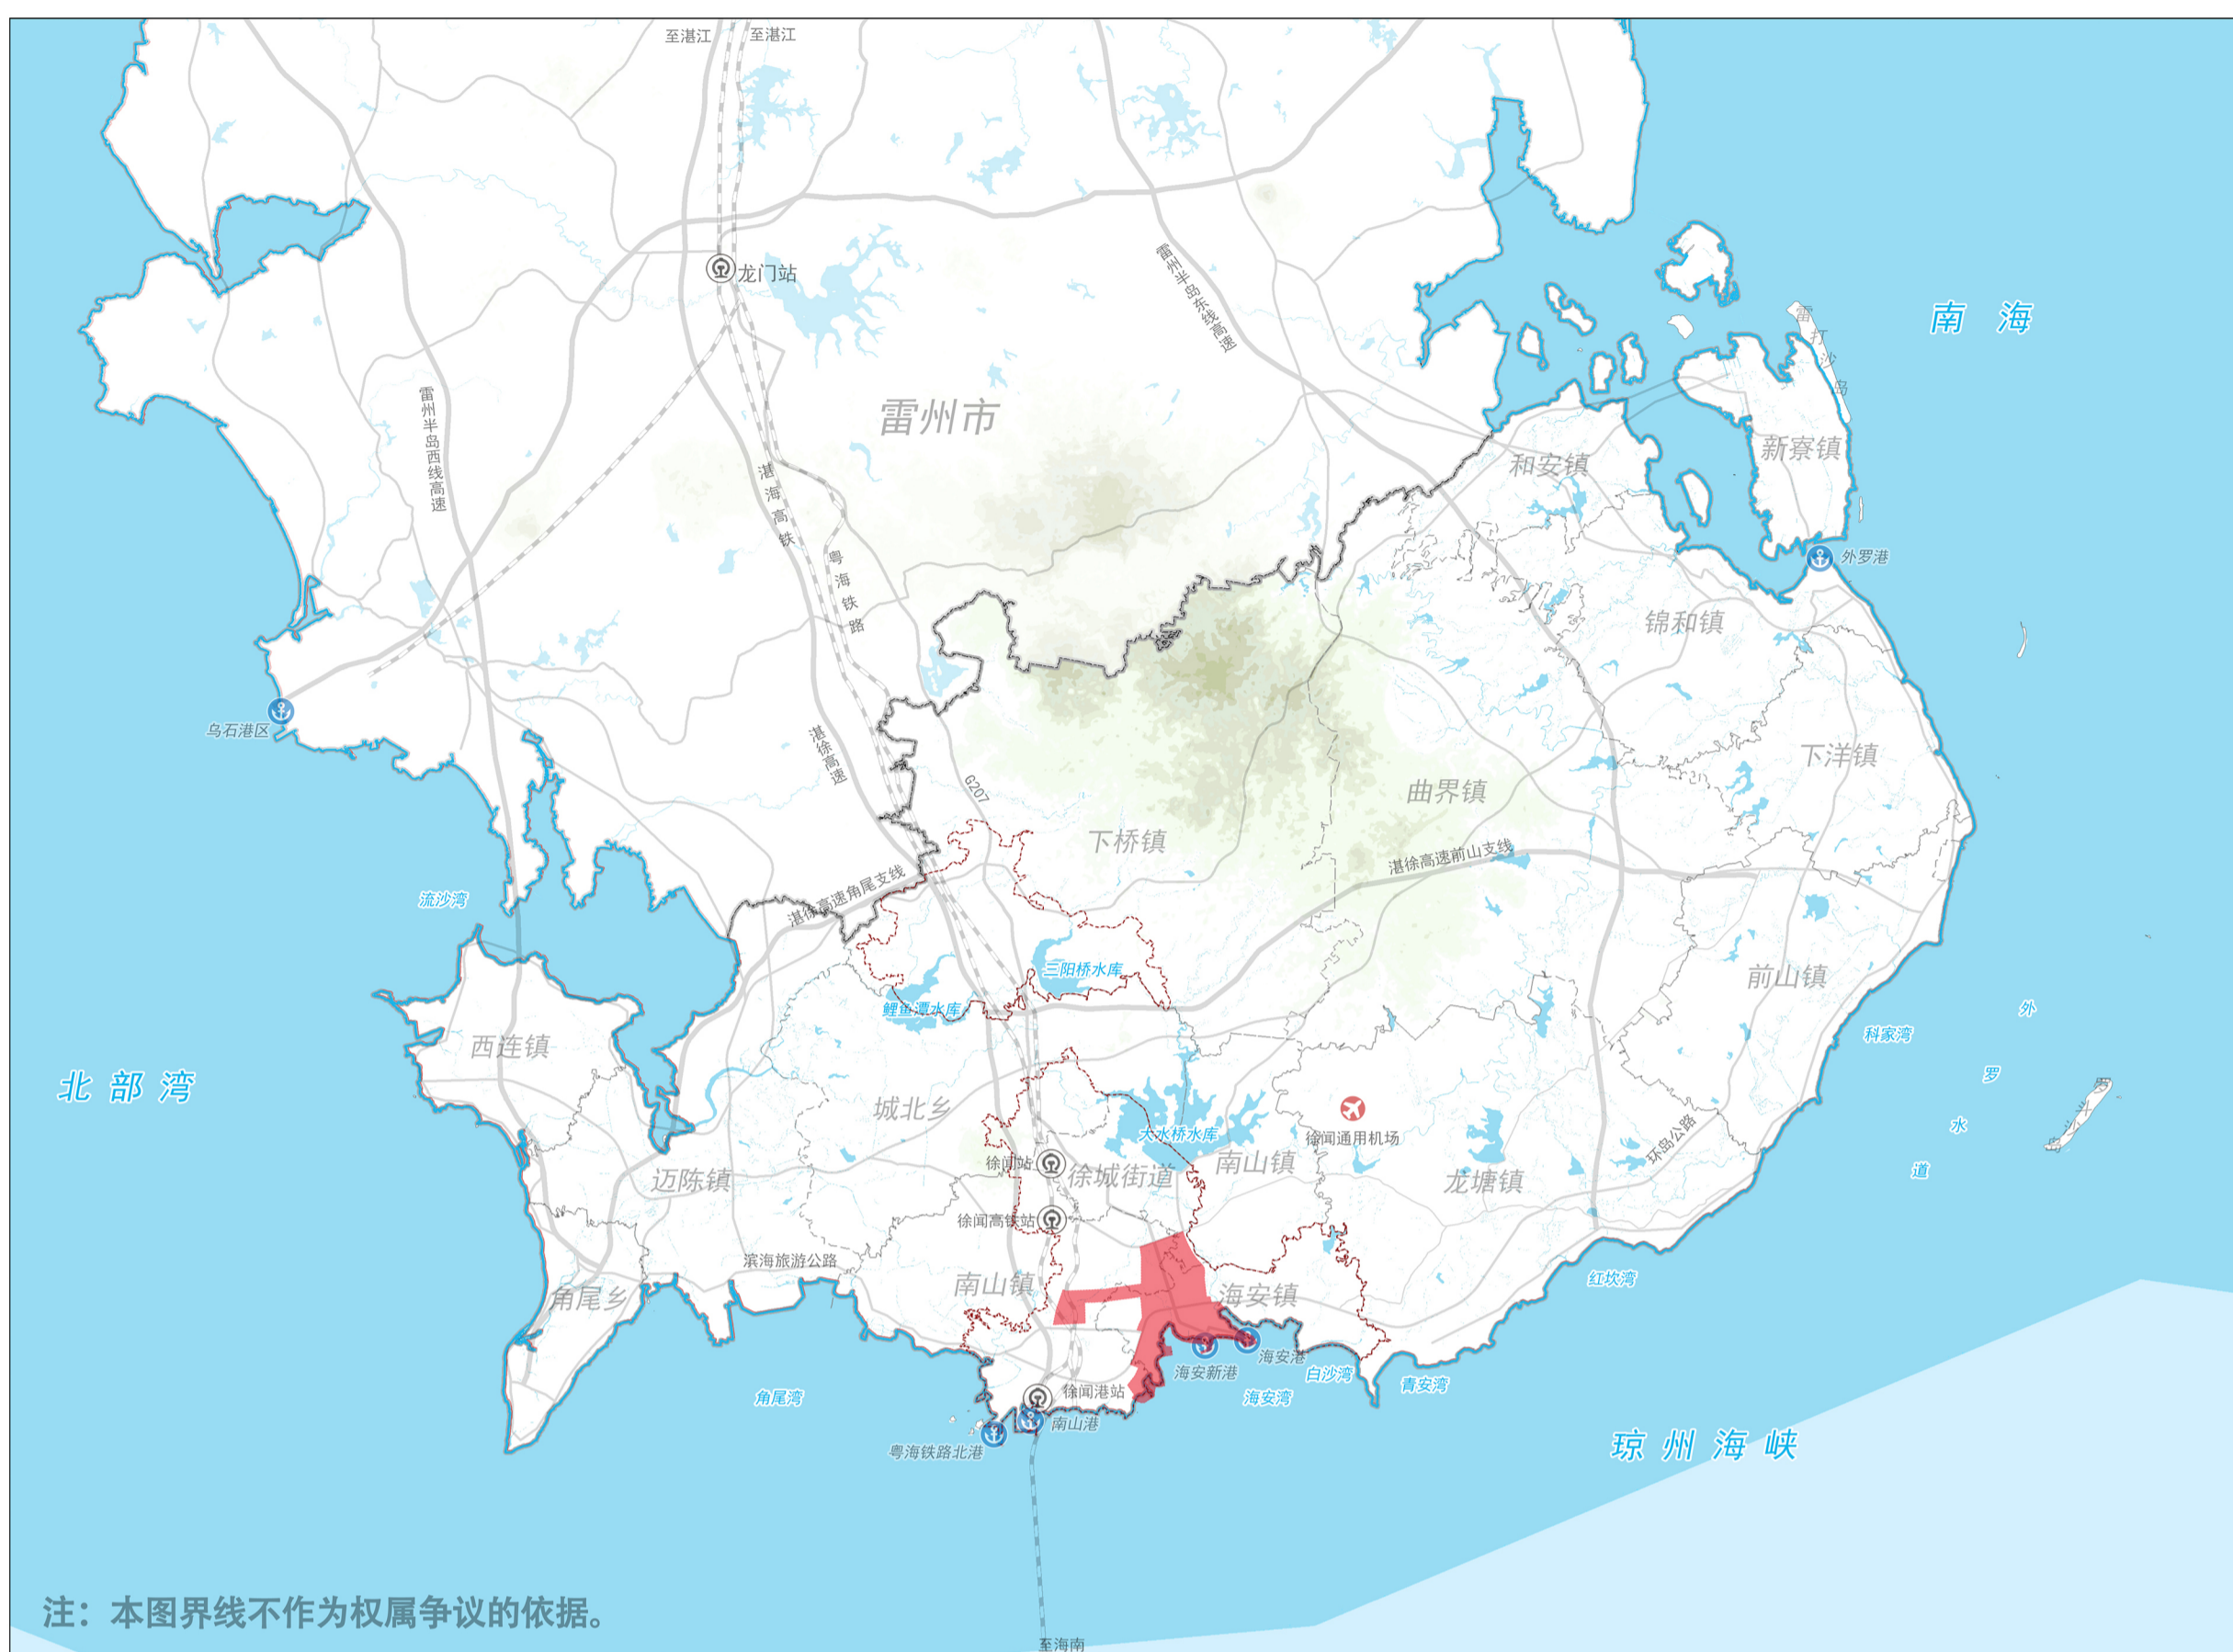 至湛江
至湛江
龙门站
雷州半岛东线高速
南海
雷打沙岛
雷州半岛西线高速
雷州市
湛海高铁
和安镇
新寮镇
粤海铁路
外罗港
锦和镇
乌石港区
湛徐高速
G207
下洋镇
曲界镇
下桥镇
湛徐高速前山支线
湛徐高速角尾支线
流沙湾
三阳桥水库
鲤鱼潭水库
前山镇
外罗水道
科家湾
西连镇
北部湾
城北乡
大水桥水库
徐闻通用机场
环岛公路
徐闻站
徐城街道
南山镇
迈陈镇
龙塘镇
徐闻高铁站
滨海旅游公路
南山镇
海安镇
角尾乡
红坎湾
海安新港
海安港
白沙湾
青安湾
徐闻港站
角尾湾
海安湾
南山港
粤海铁路北港
琼州海峡
注：本图界线不作为权属争议的依据。
至海南